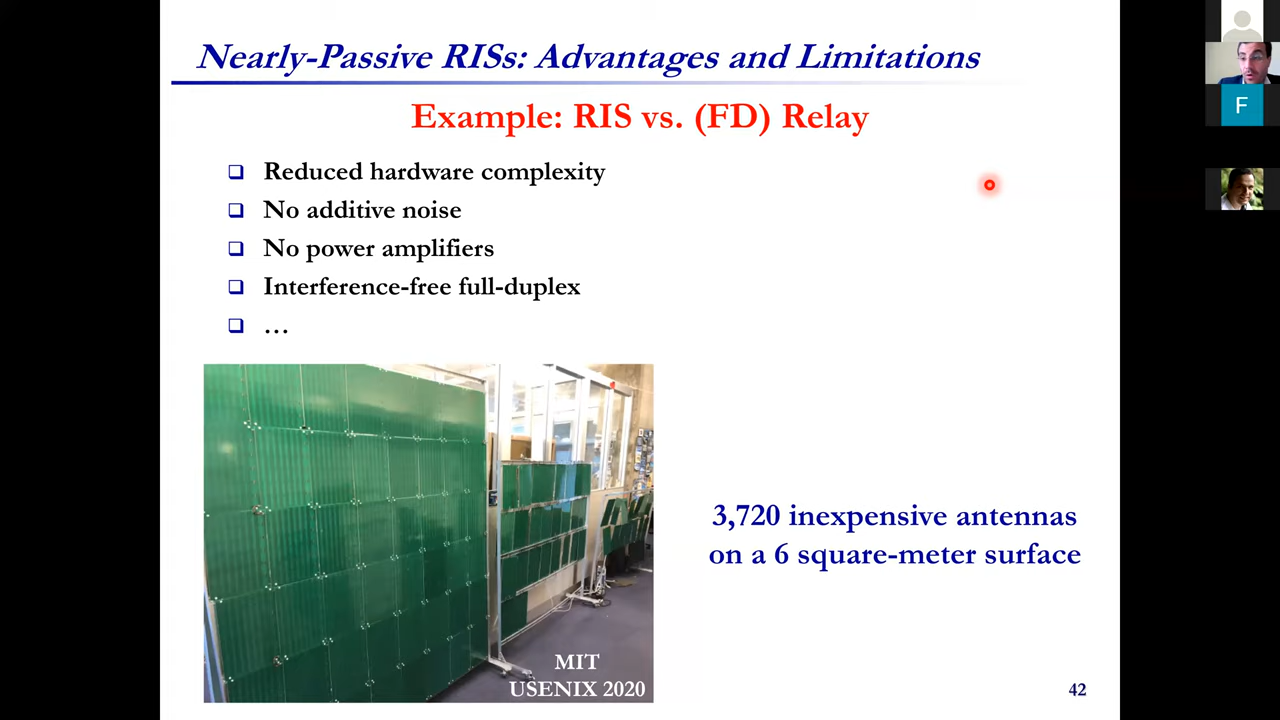 Nearly-Passive RISs: Advantages and Limitations
Example: RIS vs. (FD) Relay
Reduced hardware complexity
No additive noise
No power amplifiers
Interference-free full-duplex
…
3,720 inexpensive antennas
on a 6 square-meter surface
MIT
USENIX 2020
42
F